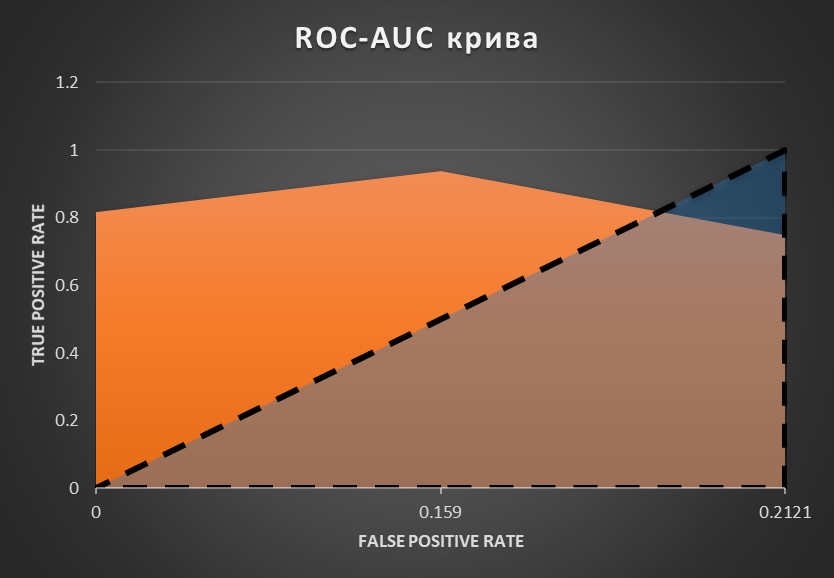 ROC-AUC крива
1.2
1
0.8
0.6
0.4
0.2
0
TRUE POSITIVE RATE
0 0.159 0.2121
FALSE POSITIVE RATE